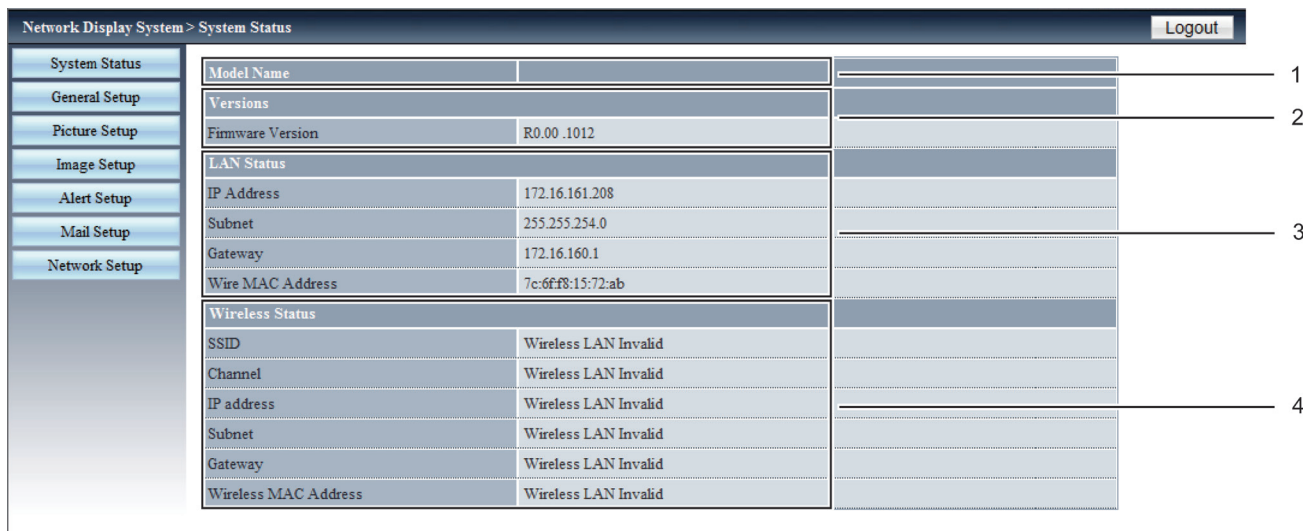 Network Display System > System Status
Logout
System Status
General Setup
Picture Setup
Image Setup
Alert Setup
Mail Setup
Network Setup
Model Name
1
Versions
2
Firmware Version R0.00 .1012
LAN Status
IP Address 172.16.161.208
Subnet 255.255.254.0
3
Gateway 172.16.160.1
Wire MAC Address 7c:6f:f8:15:72:ab
Wireless Status
SSID Wireless LAN Invalid
Channel Wireless LAN Invalid
IP address Wireless LAN Invalid
4
Subnet Wireless LAN Invalid
Gateway Wireless LAN Invalid
Wireless MAC Address Wireless LAN Invalid